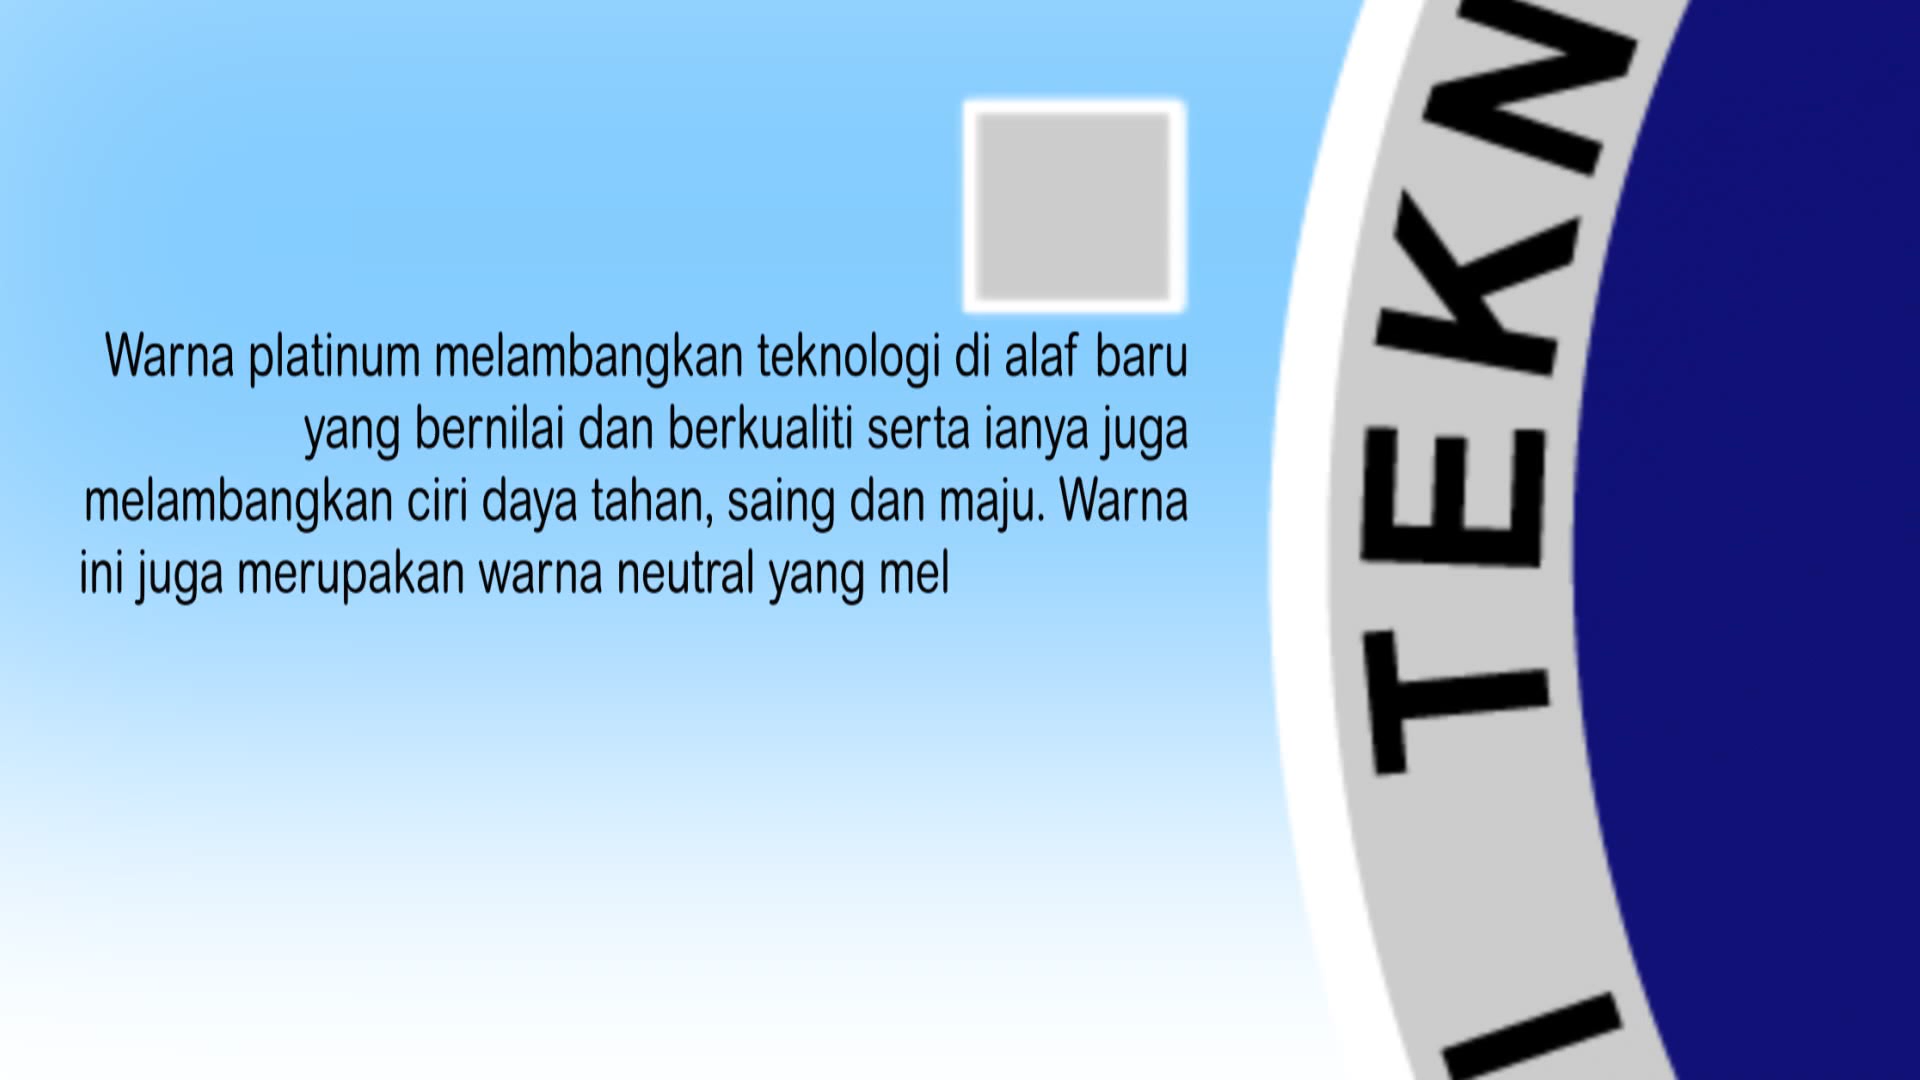 Warna platinum melambangkan teknologi di alaf baru
yang bernilai dan berkualiti serta ianya juga
melambangkan ciri daya tahan, saing dan maju. Warna
ini juga merupakan warna neutral yang mel
I TEKN